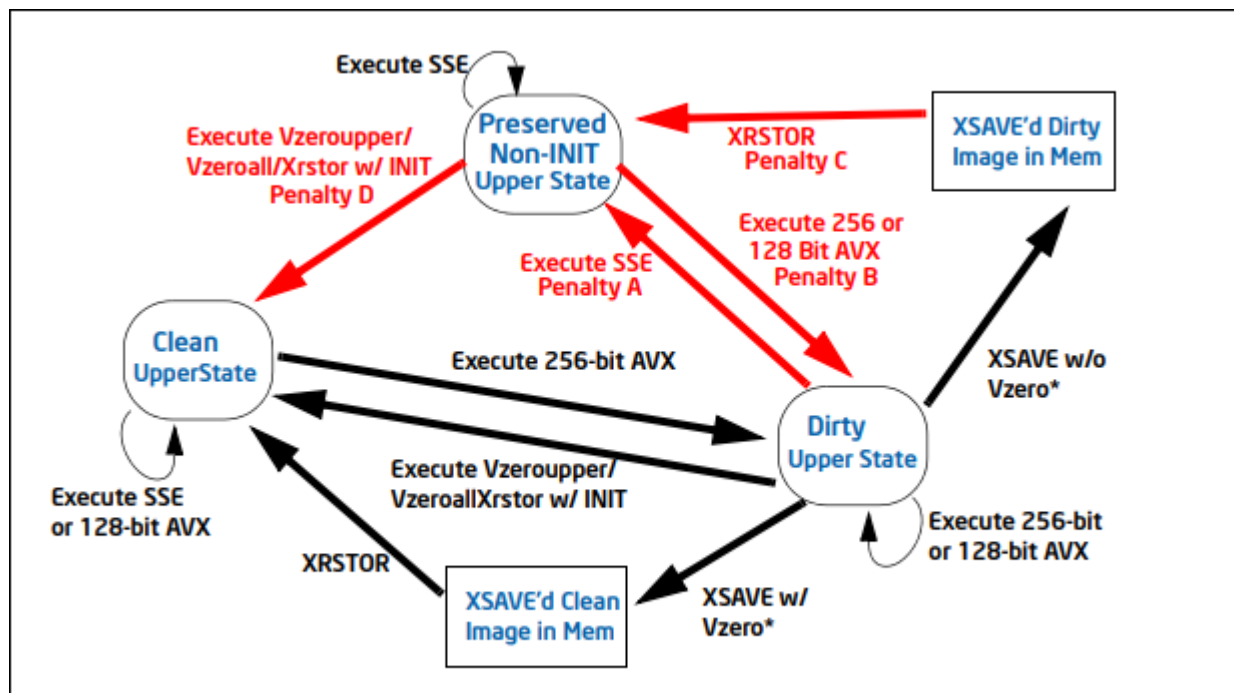 Execute SSE
Preserved
Non-INIT
Upper State
XSAVE'd Dirty
Image in Mem
Execute Vzeroupper/
Vzeroall/Xrstor w/ INIT
Penalty D
XRSTOR
Penalty C
Execute 256 or
128 Bit AVX
Penalty B
Execute SSE
Penalty A
Clean
UpperState
Execute 256-bit AVX
XSAVE w/o
Vzero*
Dirty
Upper State
Execute Vzeroupper/
VzeroallXrstor w/ INIT
Execute SSE
or 128-bit AVX
Execute 256-bit
or 128-bit AVX
XRSTOR
XSAVE'd Clean
Image in Mem
XSAVE w/
Vzero*